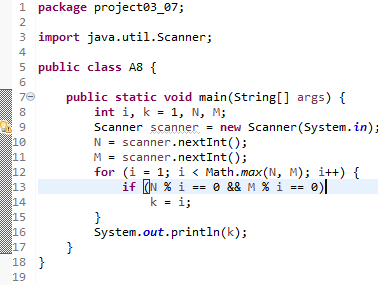 1 package project03_07;
2
3 import java.util.Scanner;
4
5 public class A8 {
6
7 public static void main(String[] args) {
8 int i, k = 1, N, M;
9 Scanner scanner = new Scanner(System.in);
10 N = scanner.nextInt();
11 M = scanner.nextInt();
12 for (i = 1; i < Math.max(N, M); i++) {
13 if (N % i == 0 && M % i == 0)
14 k = i;
15 }
16 System.out.println(k);
17 }
18 }
19